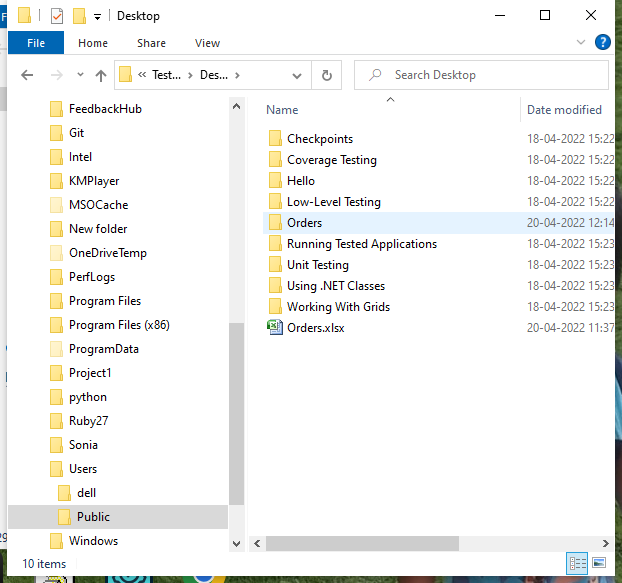 Desktop
File Home Share View
« Test... › Des... › Search Desktop
Name Date modified
FeedbackHub
Git
Intel
KMPlayer
MSOCache
New folder
OneDriveTemp
PerfLogs
Program Files
Program Files (x86)
ProgramData
Project1
python
Ruby27
Sonia
Users
dell
Public
Windows
Checkpoints 18-04-2022 15:22
Coverage Testing 18-04-2022 15:22
Hello 18-04-2022 15:22
Low-Level Testing 18-04-2022 15:22
Orders 20-04-2022 12:14
Running Tested Applications 18-04-2022 15:23
Unit Testing 18-04-2022 15:23
Using .NET Classes 18-04-2022 15:23
Working With Grids 18-04-2022 15:23
Orders.xlsx 20-04-2022 11:37
10 items